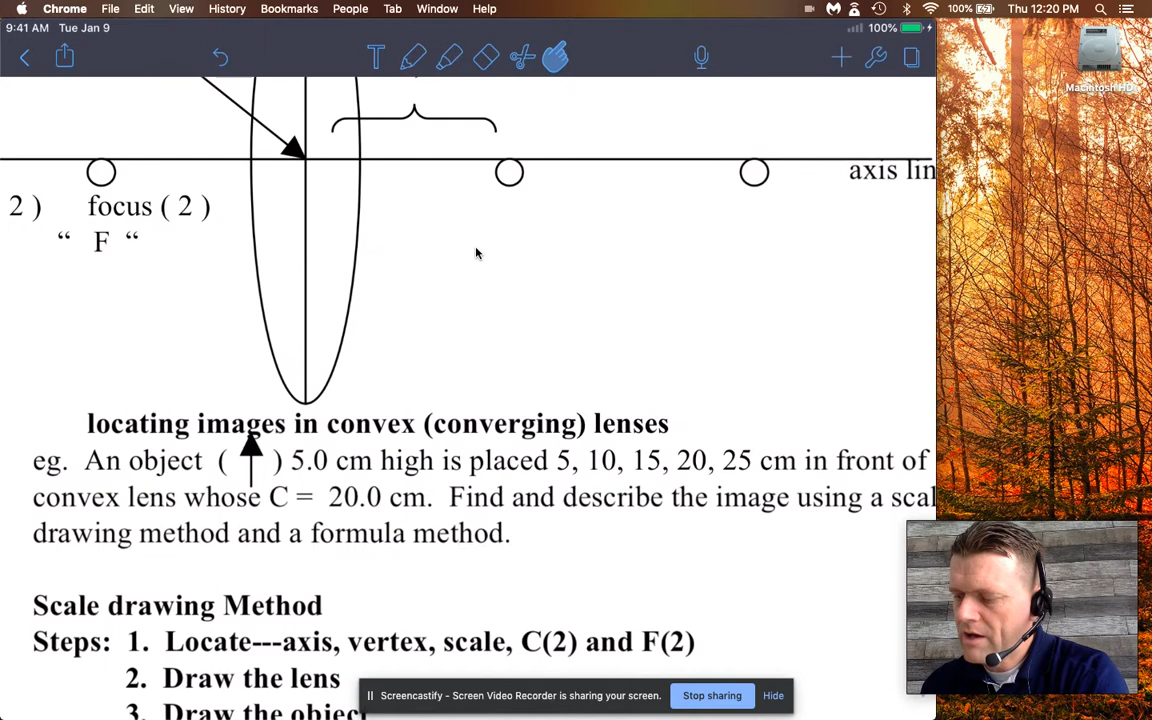 Chrome File Edit View History Bookmarks People Tab Window Help 100% Thu 12:20 PM
9:41 AM Tue Jan 9 100%
T
Macintosh HD
axis lin
2 ) focus ( 2 )
“ F “
locating images in convex (converging) lenses
eg. An object ( ) 5.0 cm high is placed 5, 10, 15, 20, 25 cm in front of
convex lens whose C = 20.0 cm. Find and describe the image using a scal
drawing method and a formula method.
Scale drawing Method
Steps: 1. Locate---axis, vertex, scale, C(2) and F(2)
2. Draw the lens
3. Draw the object
Screencastify - Screen Video Recorder is sharing your screen. Stop sharing Hide